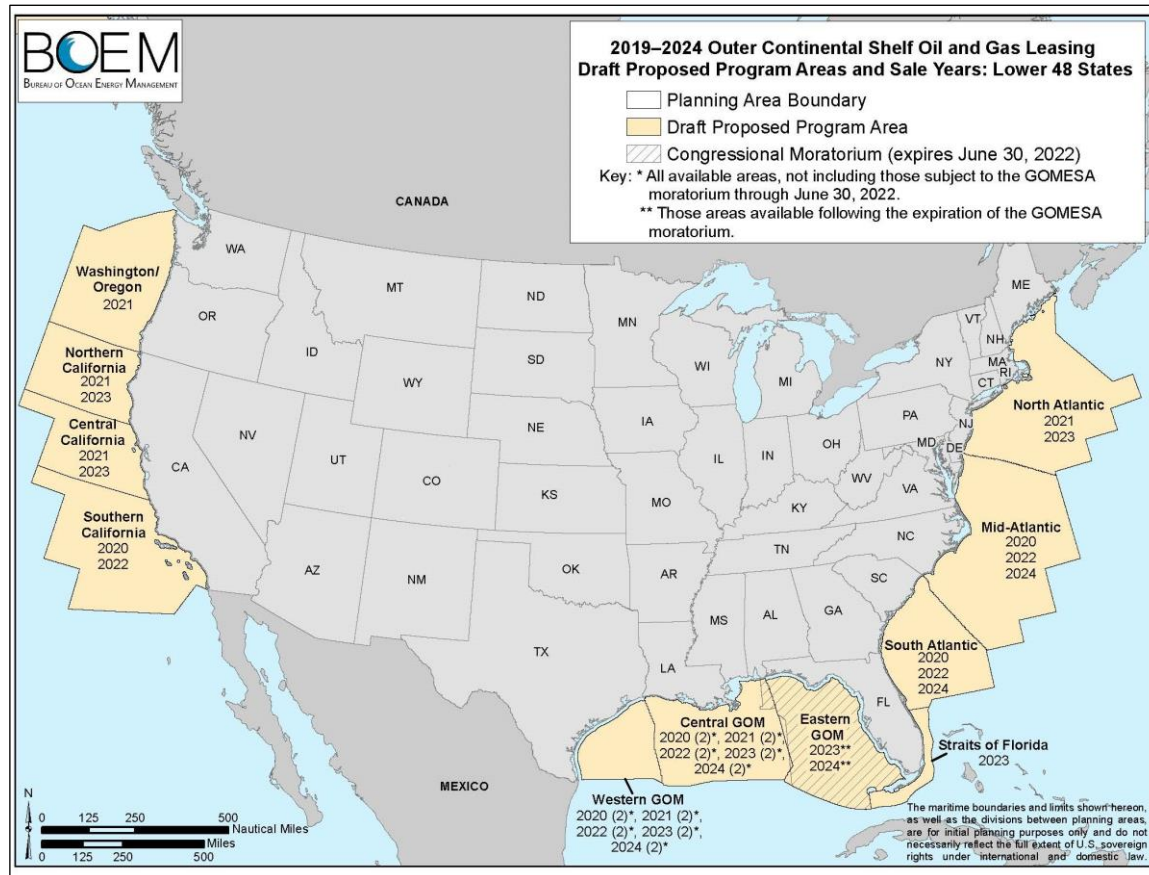 BOEM
BUREAU OF OCEAN ENERGY MANAGEMENT
2019–2024 Outer Continental Shelf Oil and Gas Leasing
Draft Proposed Program Areas and Sale Years: Lower 48 States
Planning Area Boundary
Draft Proposed Program Area
Congressional Moratorium (expires June 30, 2022)
Key: * All available areas, not including those subject to the GOMESA
moratorium through June 30, 2022.
** Those areas available following the expiration of the GOMESA
moratorium.
CANADA
MEXICO
Washington/
Oregon
2021
Northern
California
2021
2023
Central
California
2021
2023
Southern
California
2020
2022
WA
OR
CA
NV
ID
MT
WY
UT
AZ
CO
NM
ND
SD
NE
KS
OK
TX
MN
IA
MO
AR
LA
WI
IL
MS
MI
IN
KY
TN
AL
OH
WV
VA
NC
SC
GA
FL
PA
NY
MD
DE
NJ
CT
RI
MA
NH
VT
ME
North Atlantic
2021
2023
Mid-Atlantic
2020
2022
2024
South Atlantic
2020
2022
2024
Straits of Florida
2023
Eastern
GOM
2023**
2024**
Central GOM
2020 (2)*, 2021 (2)*,
2022 (2)*, 2023 (2)*,
2024 (2)*
Western GOM
2020 (2)*, 2021 (2)*,
2022 (2)*, 2023 (2)*,
2024 (2)*
N
0 125 250 500
Nautical Miles
Miles
0 125 250 500
The maritime boundaries and limits shown hereon,
as well as the divisions between planning areas,
are for initial planning purposes only and do not
necessarily reflect the full extent of U.S. sovereign
rights under international and domestic law.